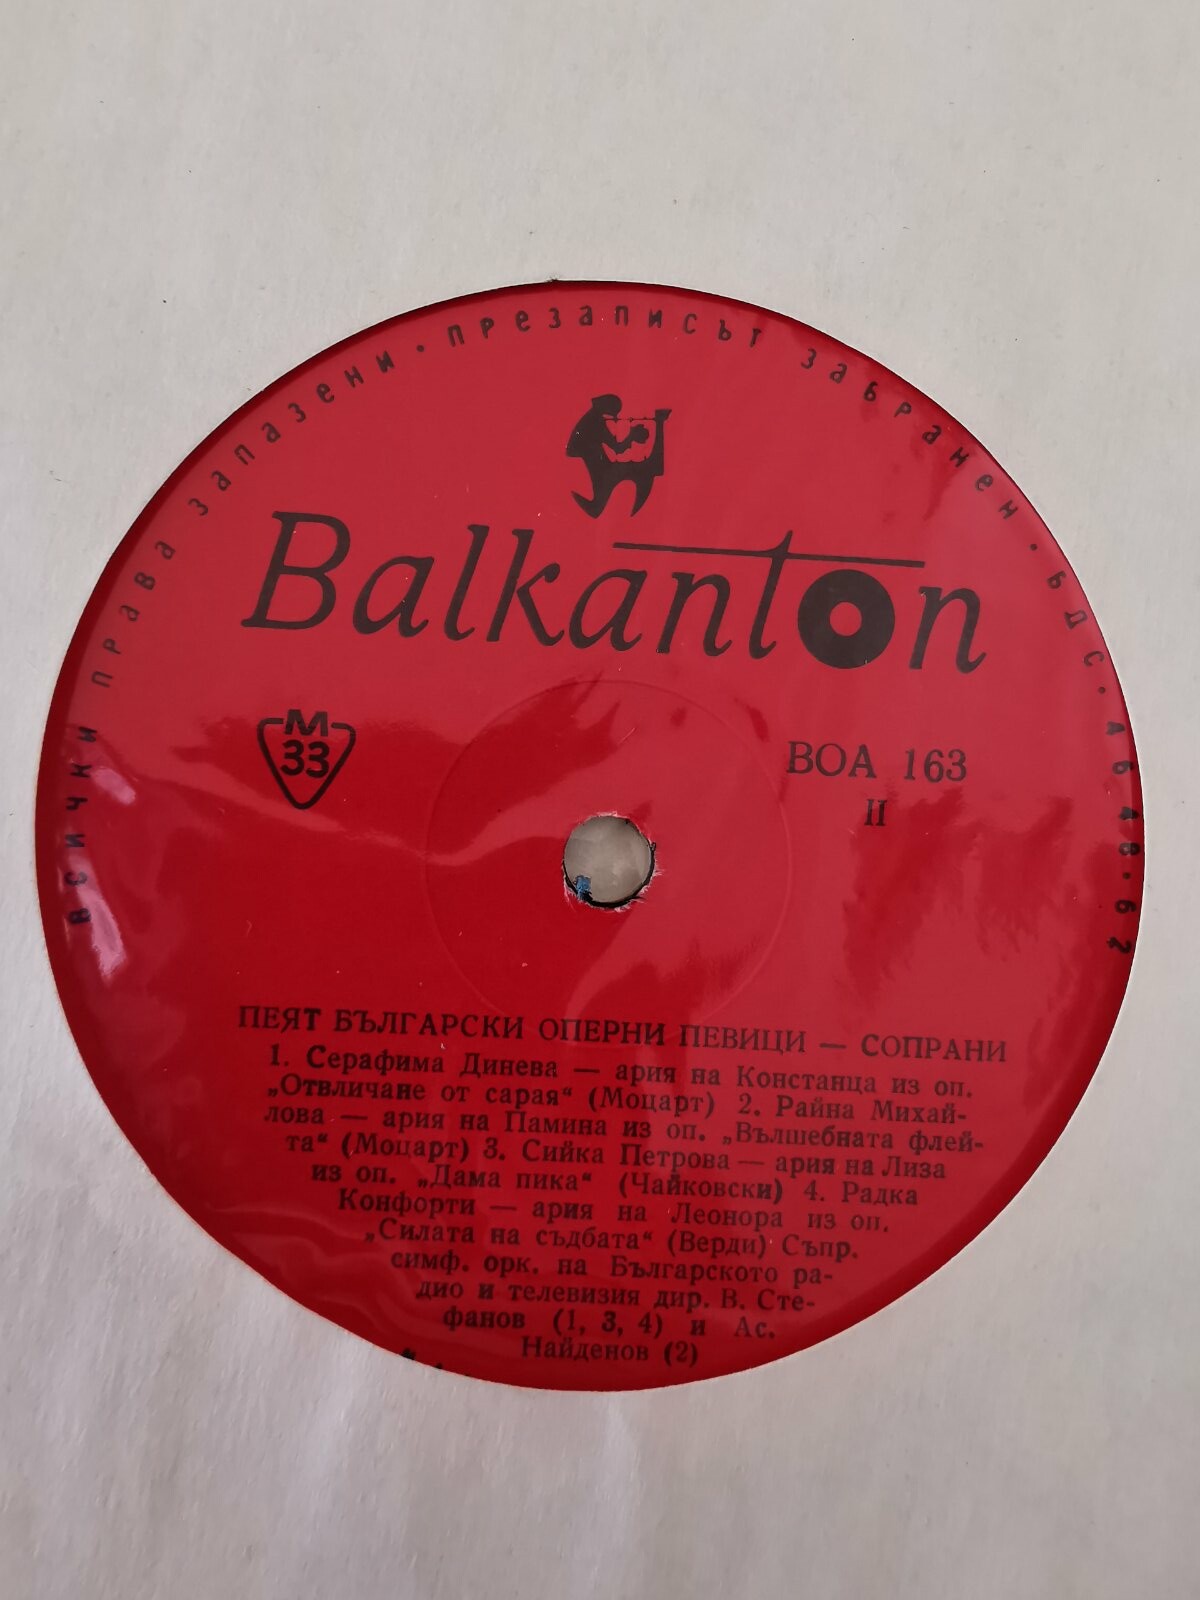 всички права запазени · презаписът забранен · БДС · 4648-62
Balkanton
М
33
ВОА 163
II
ПЕЯТ БЪЛГАРСКИ ОПЕРНИ ПЕВИЦИ — СОПРАНИ
1. Серафима Динева — ария на Констанца из оп.
„Отвличане от сарая“ (Моцарт) 2. Райна Михай-
лова — ария на Памина из оп. „Вълшебната флей-
та“ (Моцарт) 3. Сийка Петрова — ария на Лиза
из оп. „Дама пика“ (Чайковски) 4. Радка
Конфорти — ария на Леонора из оп.
„Силата на съдбата“ (Верди) Съпр.
симф. орк. на Българското ра-
дио и телевизия дир. В. Сте-
фанов (1, 3, 4) и Ас.
Найденов (2)